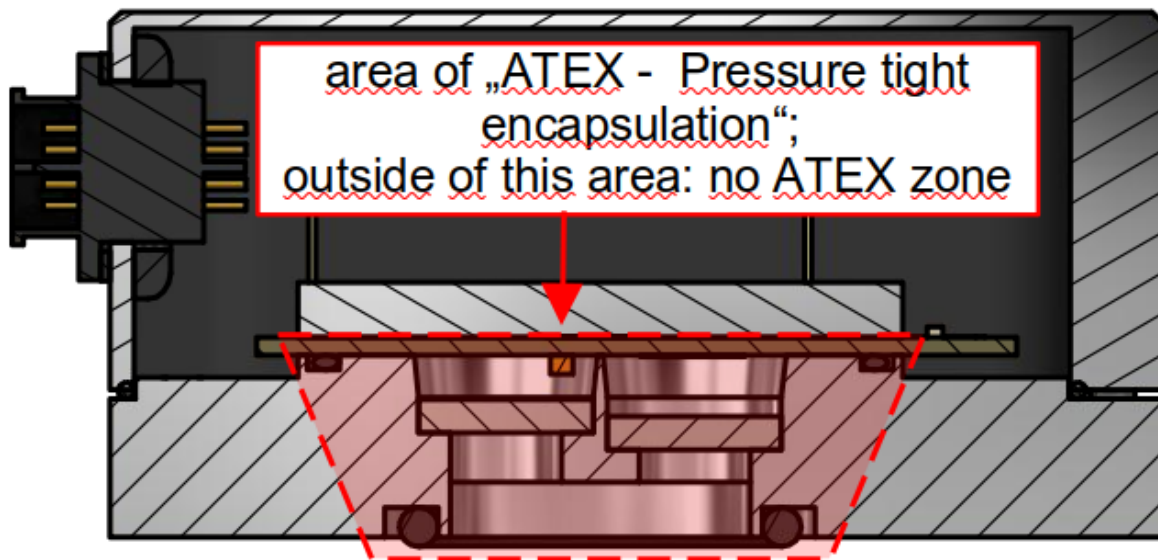 area of „ATEX -  Pressure tight
encapsulation“;
outside of this area: no ATEX zone